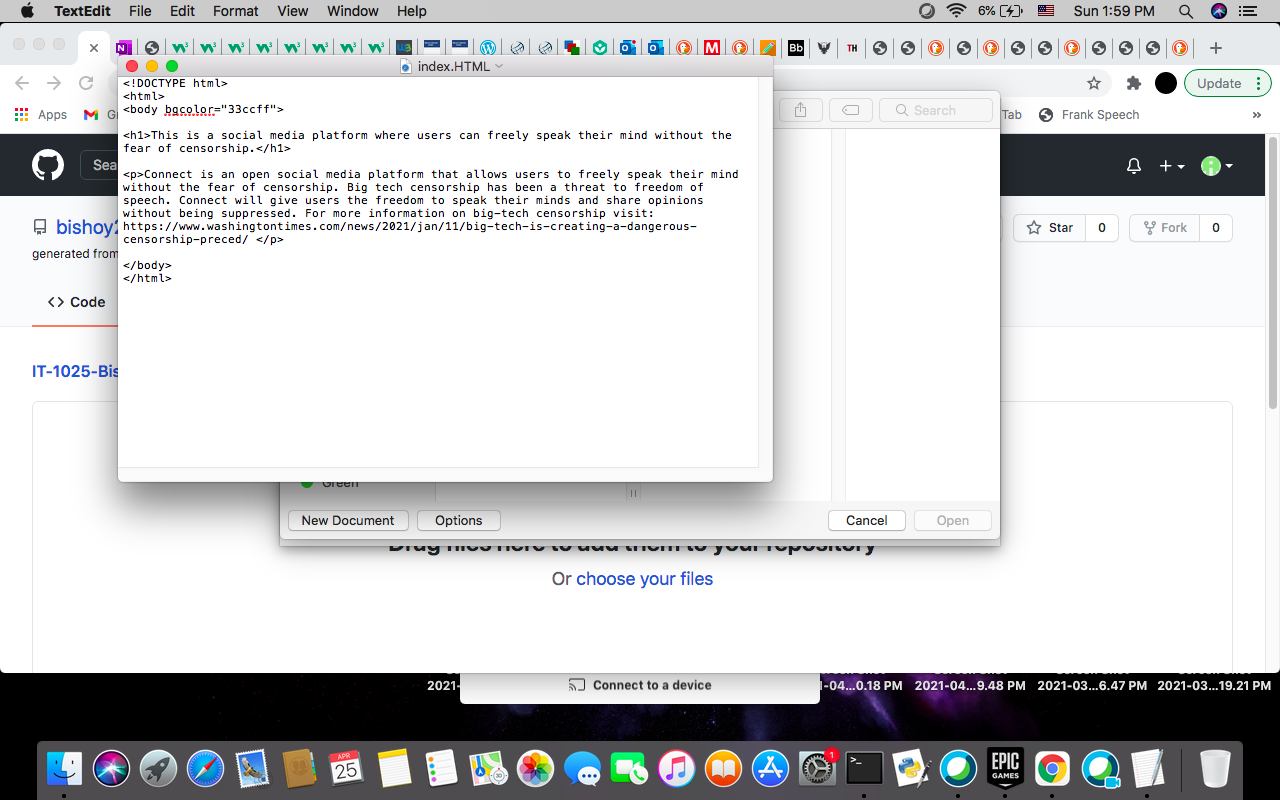 TextEdit File Edit Format View Window Help 6% Sun 1:59 PM
index.HTML
<!DOCTYPE html>
<html>
<body bgcolor="33ccff">
<h1>This is a social media platform where users can freely speak their mind without the
fear of censorship.</h1>
<p>Connect is an open social media platform that allows users to freely speak their mind
without the fear of censorship. Big tech censorship has been a threat to freedom of
speech. Connect will give users the freedom to speak their minds and share opinions
without being suppressed. For more information on big-tech censorship visit:
https://www.washingtontimes.com/news/2021/jan/11/big-tech-is-creating-a-dangerous-
censorship-preced/ </p>
</body>
</html>
Bb TH
Update
Apps Tab Frank Speech »
Search
Sea
bishoy2
generated from
Star 0 Fork 0
<> Code
IT-1025-Bis
Green
New Document Options Cancel Open
Drag files here to add them to your repository
Or choose your files
Connect to a device
2021- 1-04...0.18 PM 2021-04...9.48 PM 2021-03...6.47 PM 2021-03...19.21 PM
APR
25
3D
1
>_
EPIC
GAMES